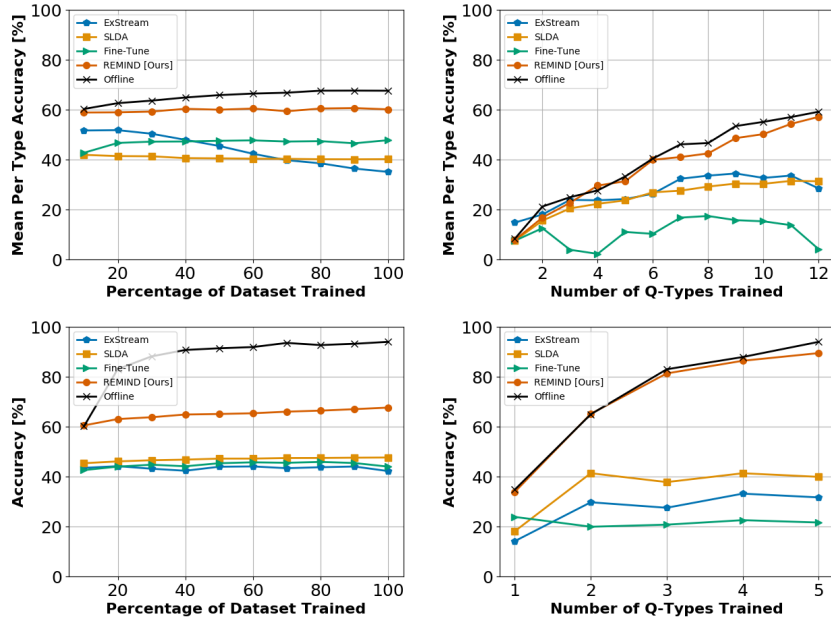 Mean Per Type Accuracy [%]
100
80
60
40
20
0
ExStream
SLDA
Fine-Tune
REMIND [Ours]
Offline
20 40 60 80 100
Percentage of Dataset Trained
Mean Per Type Accuracy [%]
100
80
60
40
20
0
ExStream
SLDA
Fine-Tune
REMIND [Ours]
Offline
2 4 6 8 10 12
Number of Q-Types Trained
Accuracy [%]
100
80
60
40
20
0
ExStream
SLDA
Fine-Tune
REMIND [Ours]
Offline
20 40 60 80 100
Percentage of Dataset Trained
Accuracy [%]
100
80
60
40
20
0
ExStream
SLDA
Fine-Tune
REMIND [Ours]
Offline
1 2 3 4 5
Number of Q-Types Trained